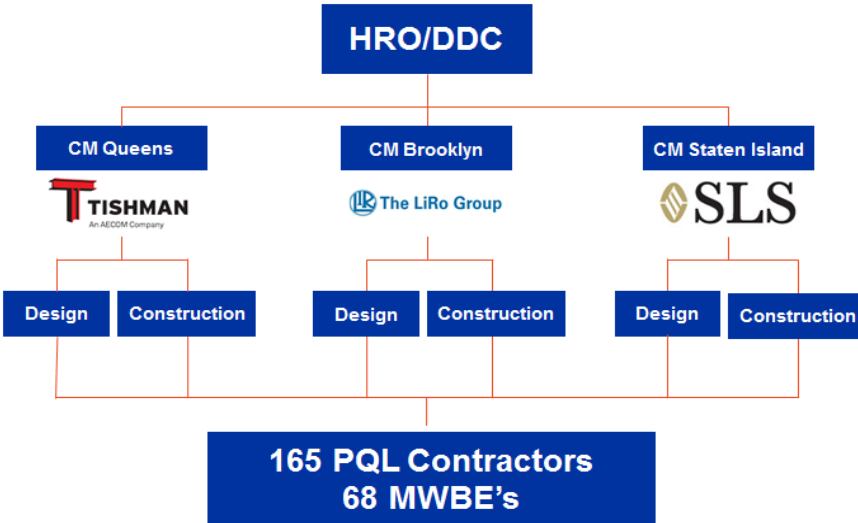 HRO/DDC
CM Queens
CM Brooklyn
CM Staten Island
TISHMAN
An AECOM Company
LiR
The LiRo Group
SLS
Design
Construction
Design
Construction
Design
Construction
165 PQL Contractors
68 MWBE's